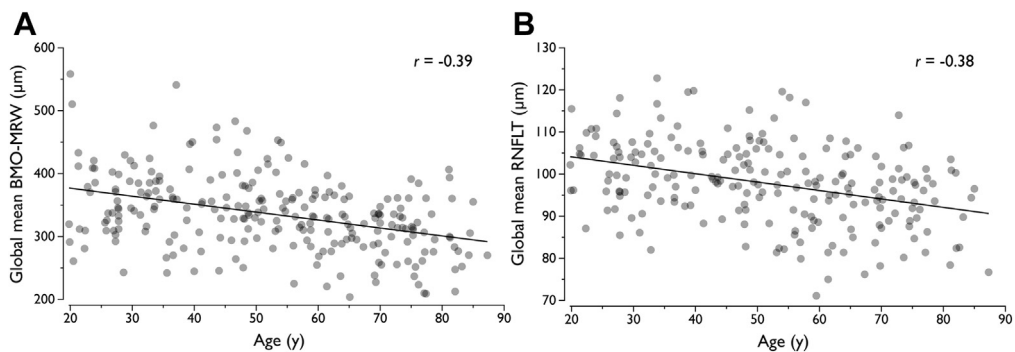 A
B
r = -0.39
r = -0.38
Global mean BMO-MRW (µm)
600
500
400
300
200
20 30 40 50 60 70 80 90
Age (y)
Global mean RNFLT (µm)
130
120
110
100
90
80
70
20 30 40 50 60 70 80 90
Age (y)